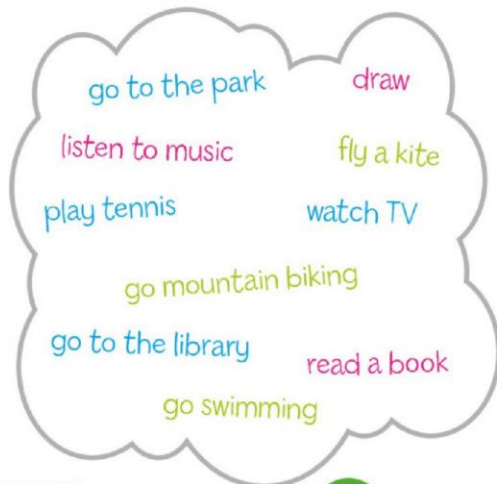 go to the park
draw
listen to music
fly a kite
play tennis
watch TV
go mountain biking
go to the library
read a book
go swimming